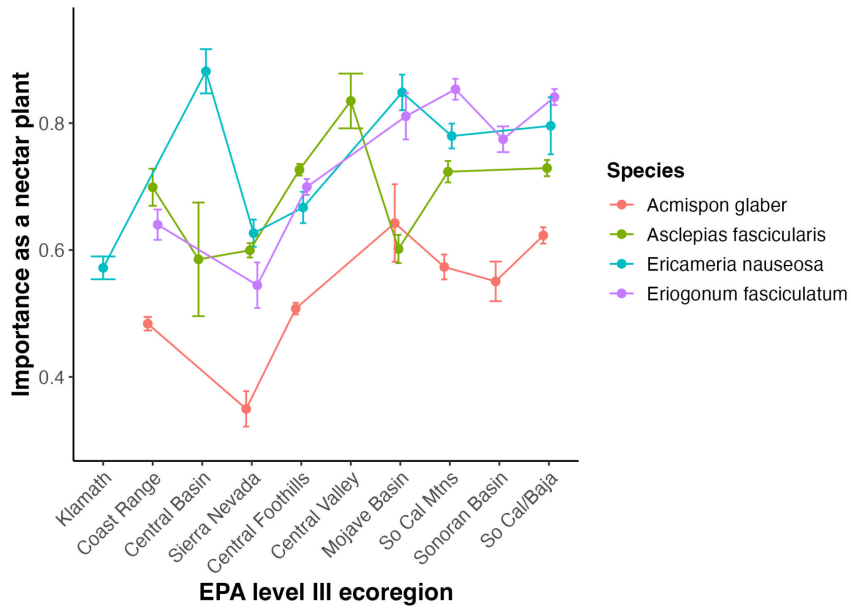 Importance as a nectar plant
0.8
0.6
0.4
Klamath
Coast Range
Central Basin
Sierra Nevada
Central Foothills
Central Valley
Mojave Basin
So Cal Mtns
Sonoran Basin
So Cal/Baja
EPA level III ecoregion
Species
Acmispon glaber
Asclepias fascicularis
Ericameria nauseosa
Eriogonum fasciculatum